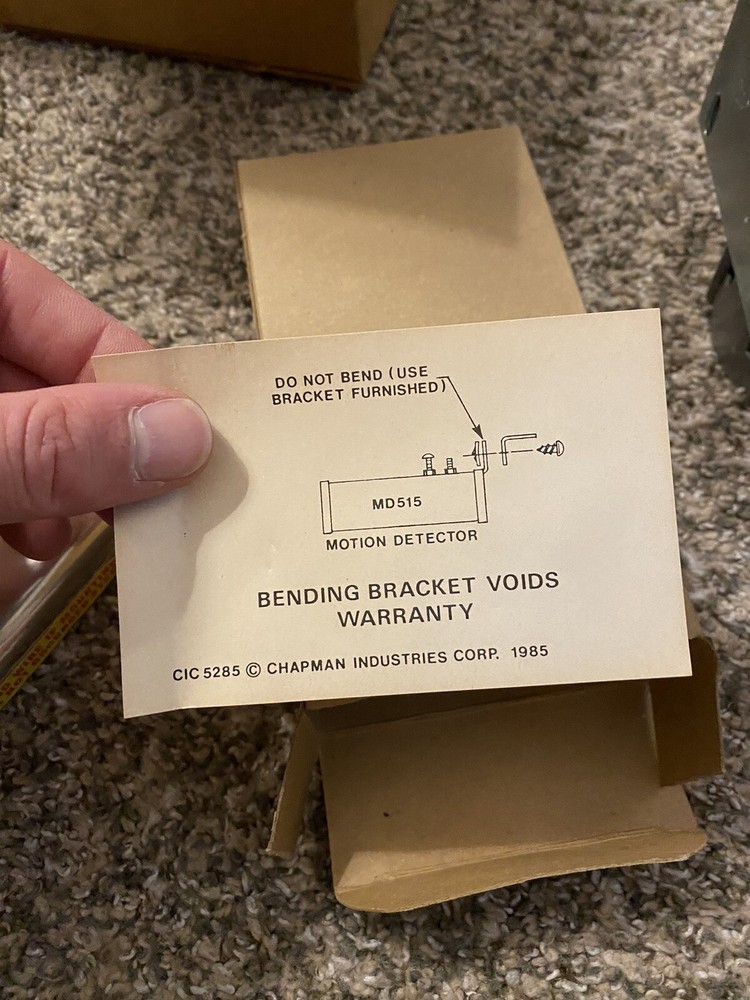 DO NOT BEND (USE
BRACKET FURNISHED)
MD515
MOTION DETECTOR
BENDING BRACKET VOIDS
WARRANTY
CIC 5285 © CHAPMAN INDUSTRIES CORP. 1985